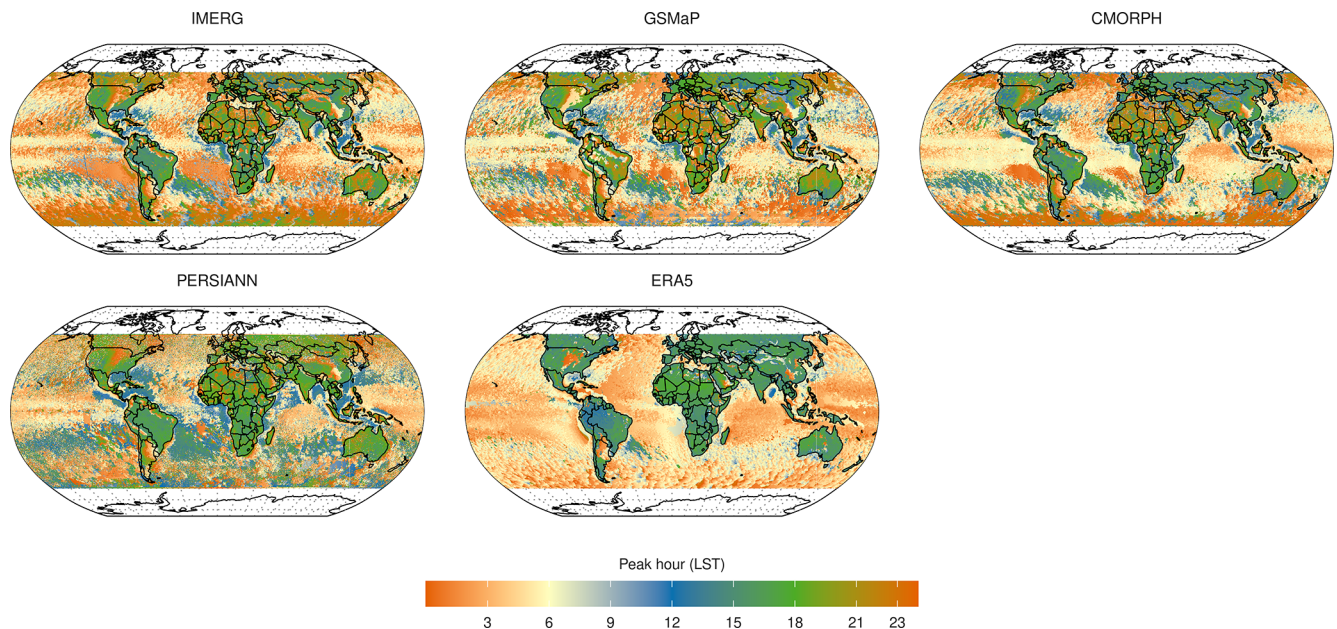 IMERG GSMaP CMORPH
PERSIANN ERA5
Peak hour (LST)
3 6 9 12 15 18 21 23